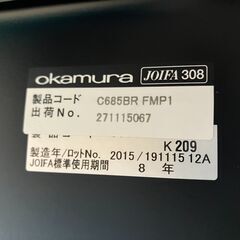 okamura JOIFA 308
製品コード C685BR FMP1
出荷No. 271115067
K 209
製造年/ロットNo. 2015/191115 12A
JOIFA標準使用期間 8 年